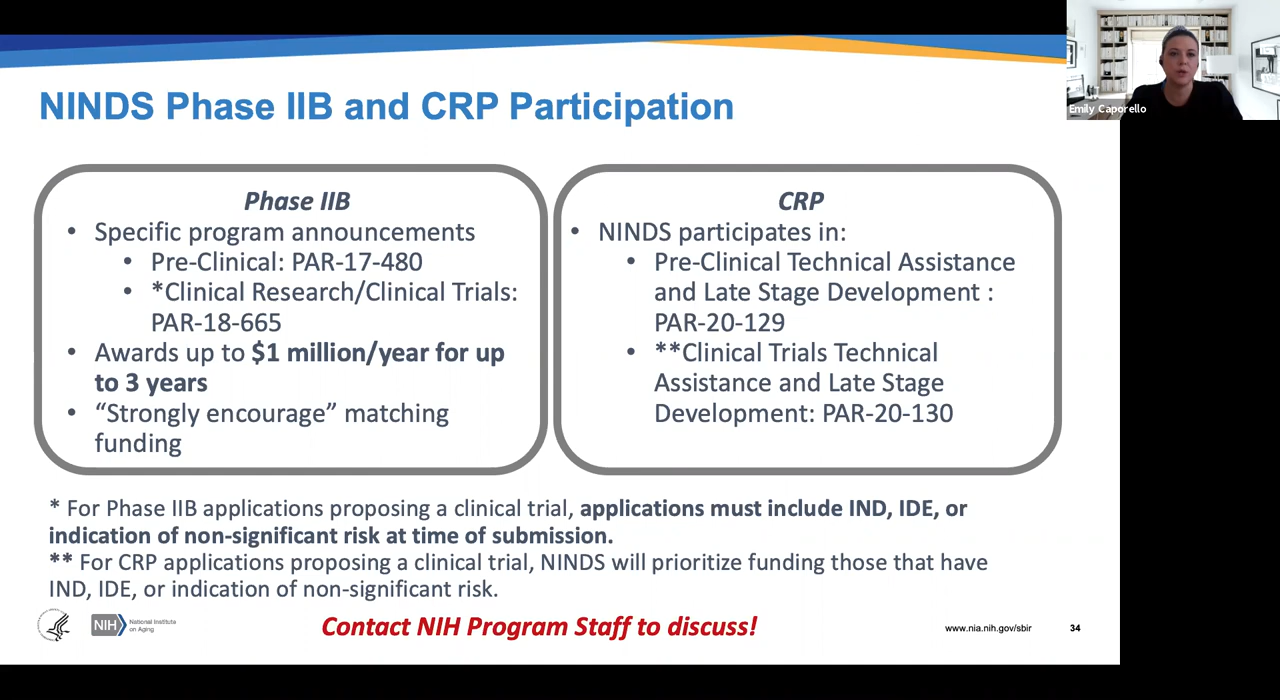 Emily Caporello
NINDS Phase IIB and CRP Participation
Phase IIB
• Specific program announcements
• Pre-Clinical: PAR-17-480
• *Clinical Research/Clinical Trials:
PAR-18-665
• Awards up to $1 million/year for up
to 3 years
• “Strongly encourage” matching
funding
CRP
• NINDS participates in:
• Pre-Clinical Technical Assistance
and Late Stage Development :
PAR-20-129
• **Clinical Trials Technical
Assistance and Late Stage
Development: PAR-20-130
* For Phase IIB applications proposing a clinical trial, applications must include IND, IDE, or
indication of non-significant risk at time of submission.
** For CRP applications proposing a clinical trial, NINDS will prioritize funding those that have
IND, IDE, or indication of non-significant risk.
NIH
National Institute
on Aging
Contact NIH Program Staff to discuss!
www.nia.nih.gov/sbir
34